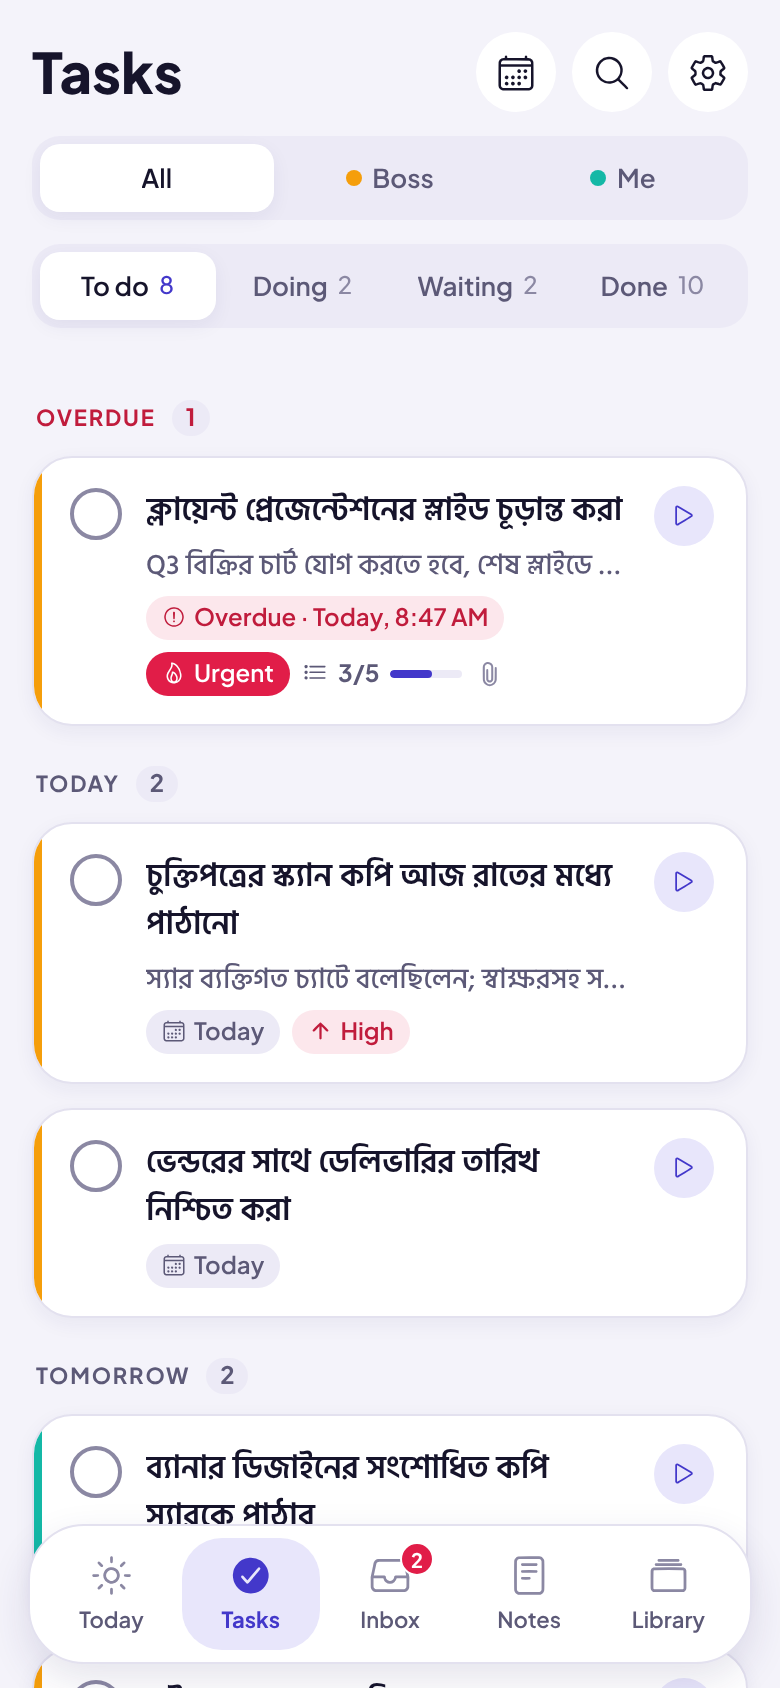 Tasks
All
Boss
Me
To do 8
Doing 2
Waiting 2
Done 10
OVERDUE 1
ক্লায়েন্ট প্রেজেন্টেশনের স্লাইড চূড়ান্ত করা
Q3 বিক্রির চার্ট যোগ করতে হবে, শেষ স্লাইডে ...
Overdue · Today, 8:47 AM
Urgent
3/5
TODAY 2
চুক্তিপত্রের স্ক্যান কপি আজ রাতের মধ্যে
পাঠানো
স্যার ব্যক্তিগত চ্যাটে বলেছিলেন; স্বাক্ষরসহ স...
Today
High
ভেন্ডরের সাথে ডেলিভারির তারিখ
নিশ্চিত করা
Today
TOMORROW 2
ব্যানার ডিজাইনের সংশোধিত কপি
স্যারকে পাঠাব
2
Today
Tasks
Inbox
Notes
Library